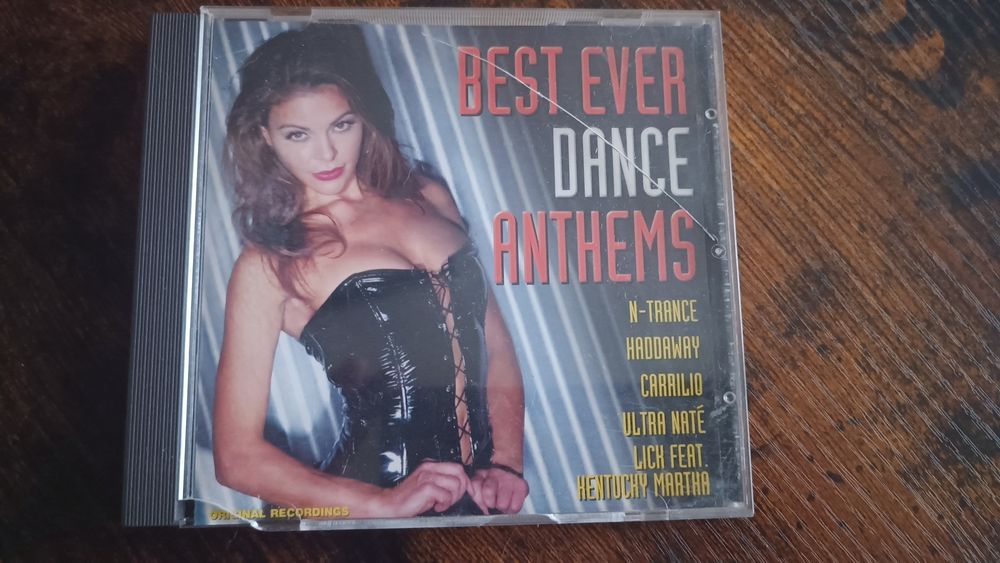 BEST EVER
DANCE
ANTHEMS
N-TRANCE
HADDAWAY
CARRILIO
ULTRA NATÉ
LICK FEAT.
KENTUCKY MARTHA
ORIGINAL RECORDINGS